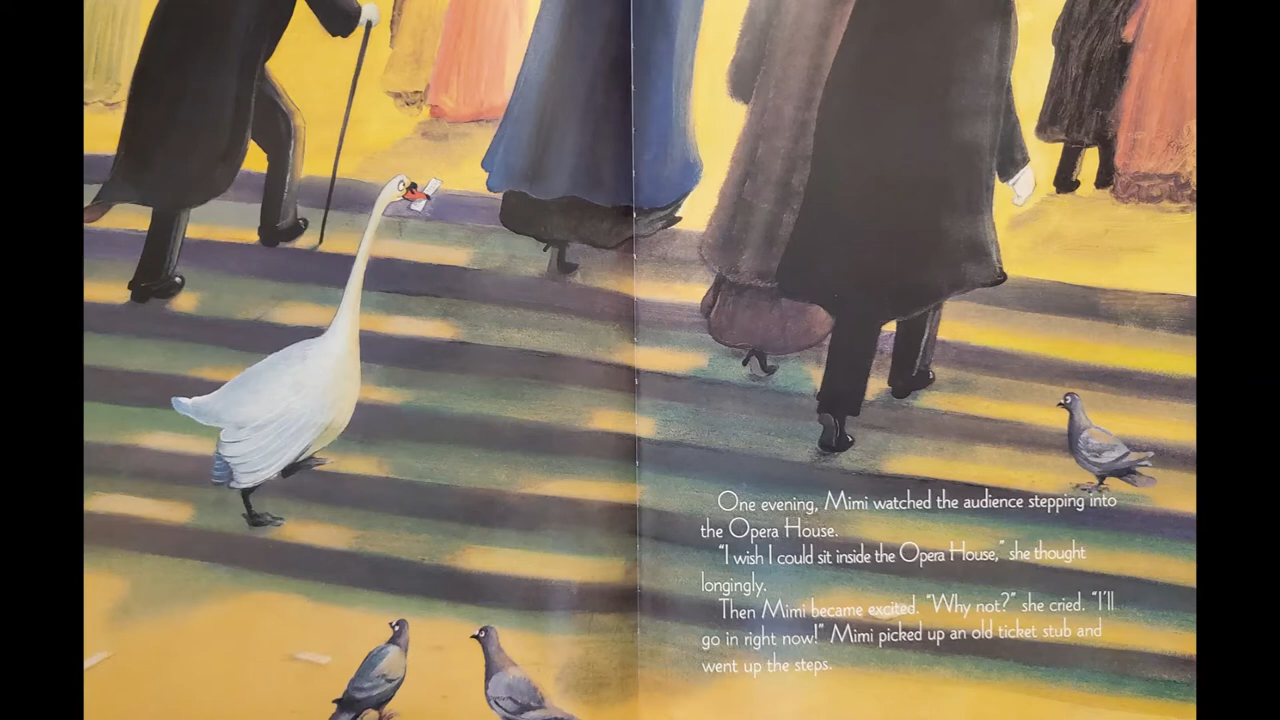 One evening, Mimi watched the audience stepping into
the Opera House.
"I wish I could sit inside the Opera House," she thought
longingly.
Then Mimi became excited. "Why not?" she cried. "I'll
go in right now!" Mimi picked up an old ticket stub and
went up the steps.